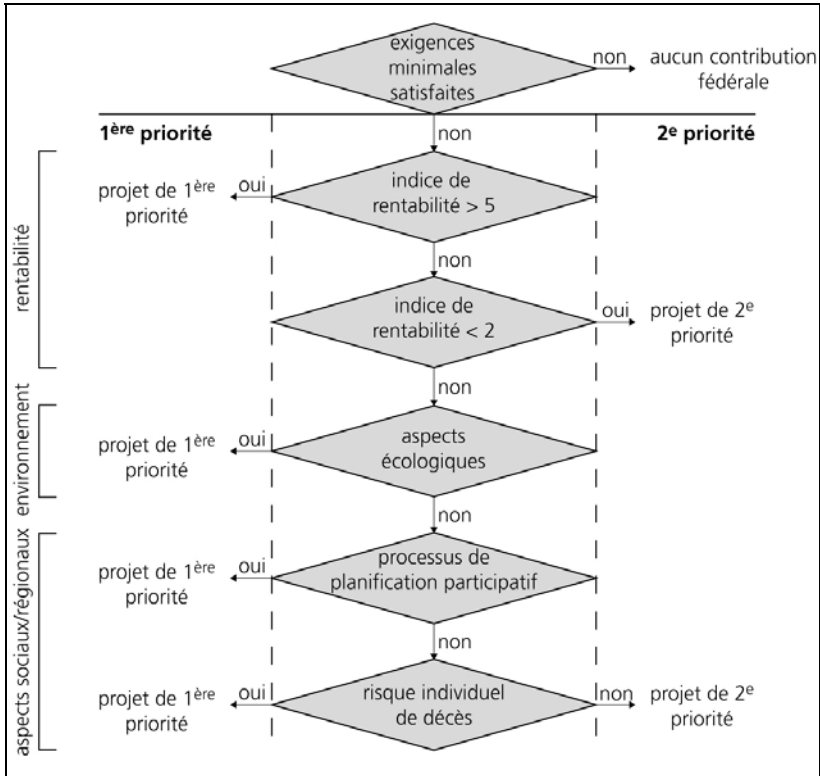 exigences
minimales
satisfaites
non
aucun contribution
fédérale
1ère priorité
non
2e priorité
rentabilité
projet de 1ère
priorité
oui
indice de
rentabilité > 5
non
indice de
rentabilité < 2
oui
projet de 2e
priorité
non
environnement
projet de 1ère
priorité
oui
aspects
écologiques
non
aspects sociaux/régionaux
projet de 1ère
priorité
oui
processus de
planification participatif
non
projet de 1ère
priorité
oui
risque individuel
de décès
non
projet de 2e
priorité